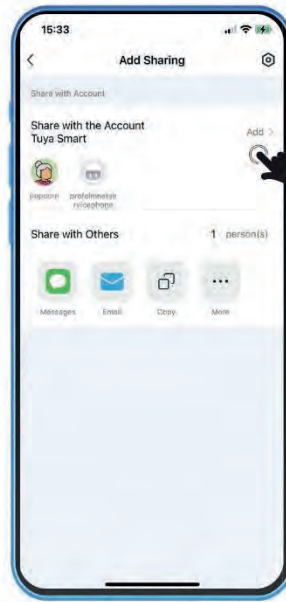 15:33
Add Sharing
Share with Account
Share with the Account
Tuya Smart
Add >
Share with Others
1 person(s)
Messages
Email
Copy
More